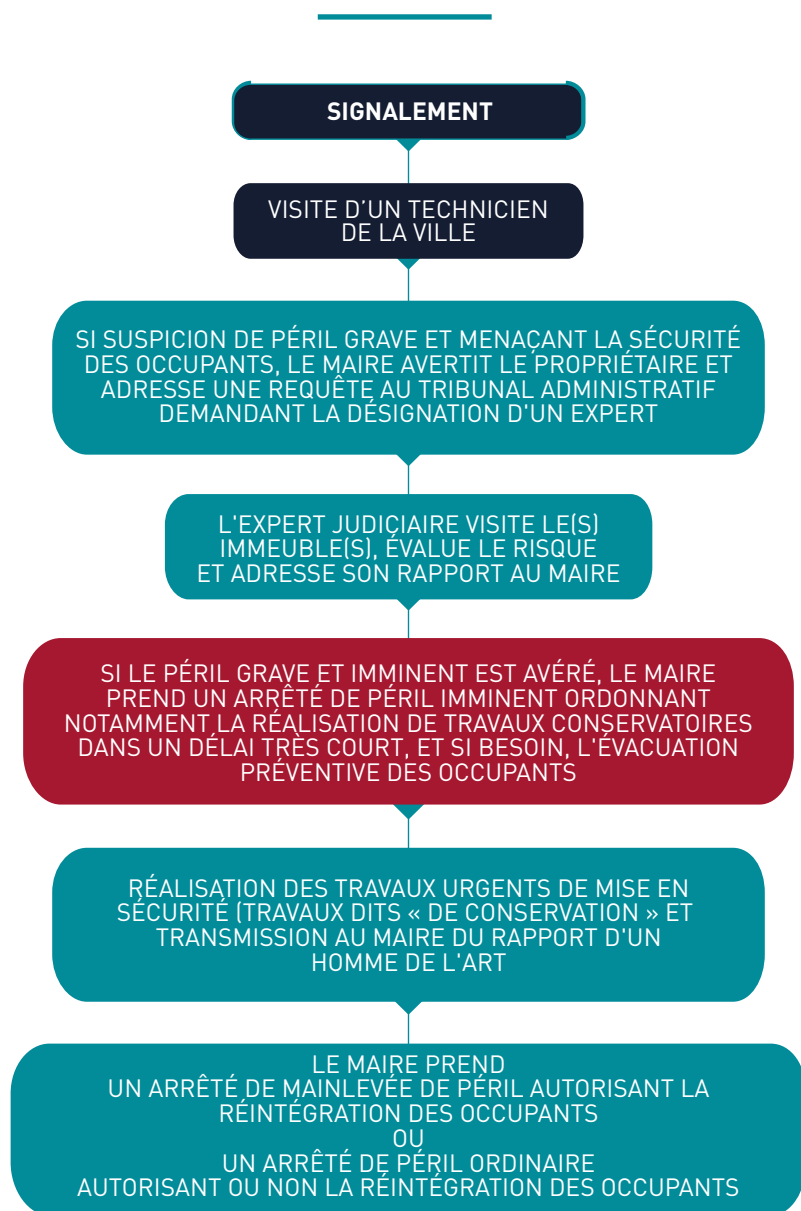 SIGNALEMENT
VISITE D’UN TECHNICIEN
DE LA VILLE
SI SUSPICION DE PÉRIL GRAVE ET MENAÇANT LA SÉCURITÉ
DES OCCUPANTS, LE MAIRE AVERTIT LE PROPRIÉTAIRE ET
ADRESSE UNE REQUÊTE AU TRIBUNAL ADMINISTRATIF
DEMANDANT LA DÉSIGNATION D'UN EXPERT
L'EXPERT JUDICIAIRE VISITE LE(S)
IMMEUBLE(S), ÉVALUE LE RISQUE
ET ADRESSE SON RAPPORT AU MAIRE
SI LE PÉRIL GRAVE ET IMMINENT EST AVÉRÉ, LE MAIRE
PREND UN ARRÊTÉ DE PÉRIL IMMINENT ORDONNANT
NOTAMMENT LA RÉALISATION DE TRAVAUX CONSERVATOIRES
DANS UN DÉLAI TRÈS COURT, ET SI BESOIN, L'ÉVACUATION
PRÉVENTIVE DES OCCUPANTS
RÉALISATION DES TRAVAUX URGENTS DE MISE EN
SÉCURITÉ (TRAVAUX DITS « DE CONSERVATION » ET
TRANSMISSION AU MAIRE DU RAPPORT D'UN
HOMME DE L'ART
LE MAIRE PREND
UN ARRÊTÉ DE MAINLEVÉE DE PÉRIL AUTORISANT LA
RÉINTÉGRATION DES OCCUPANTS
OU
UN ARRÊTÉ DE PÉRIL ORDINAIRE
AUTORISANT OU NON LA RÉINTÉGRATION DES OCCUPANTS